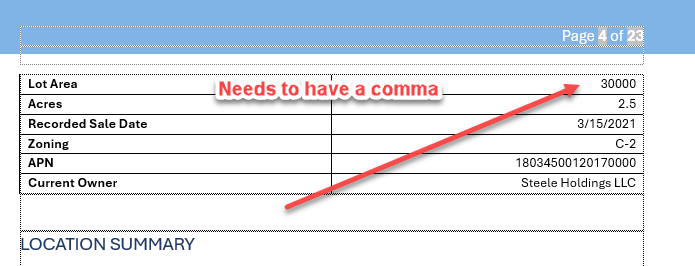 Page 4 of 23
Lot Area 30000
Needs to have a comma
Acres 2.5
Recorded Sale Date 3/15/2021
Zoning C-2
APN 18034500120170000
Current Owner Steele Holdings LLC
LOCATION SUMMARY